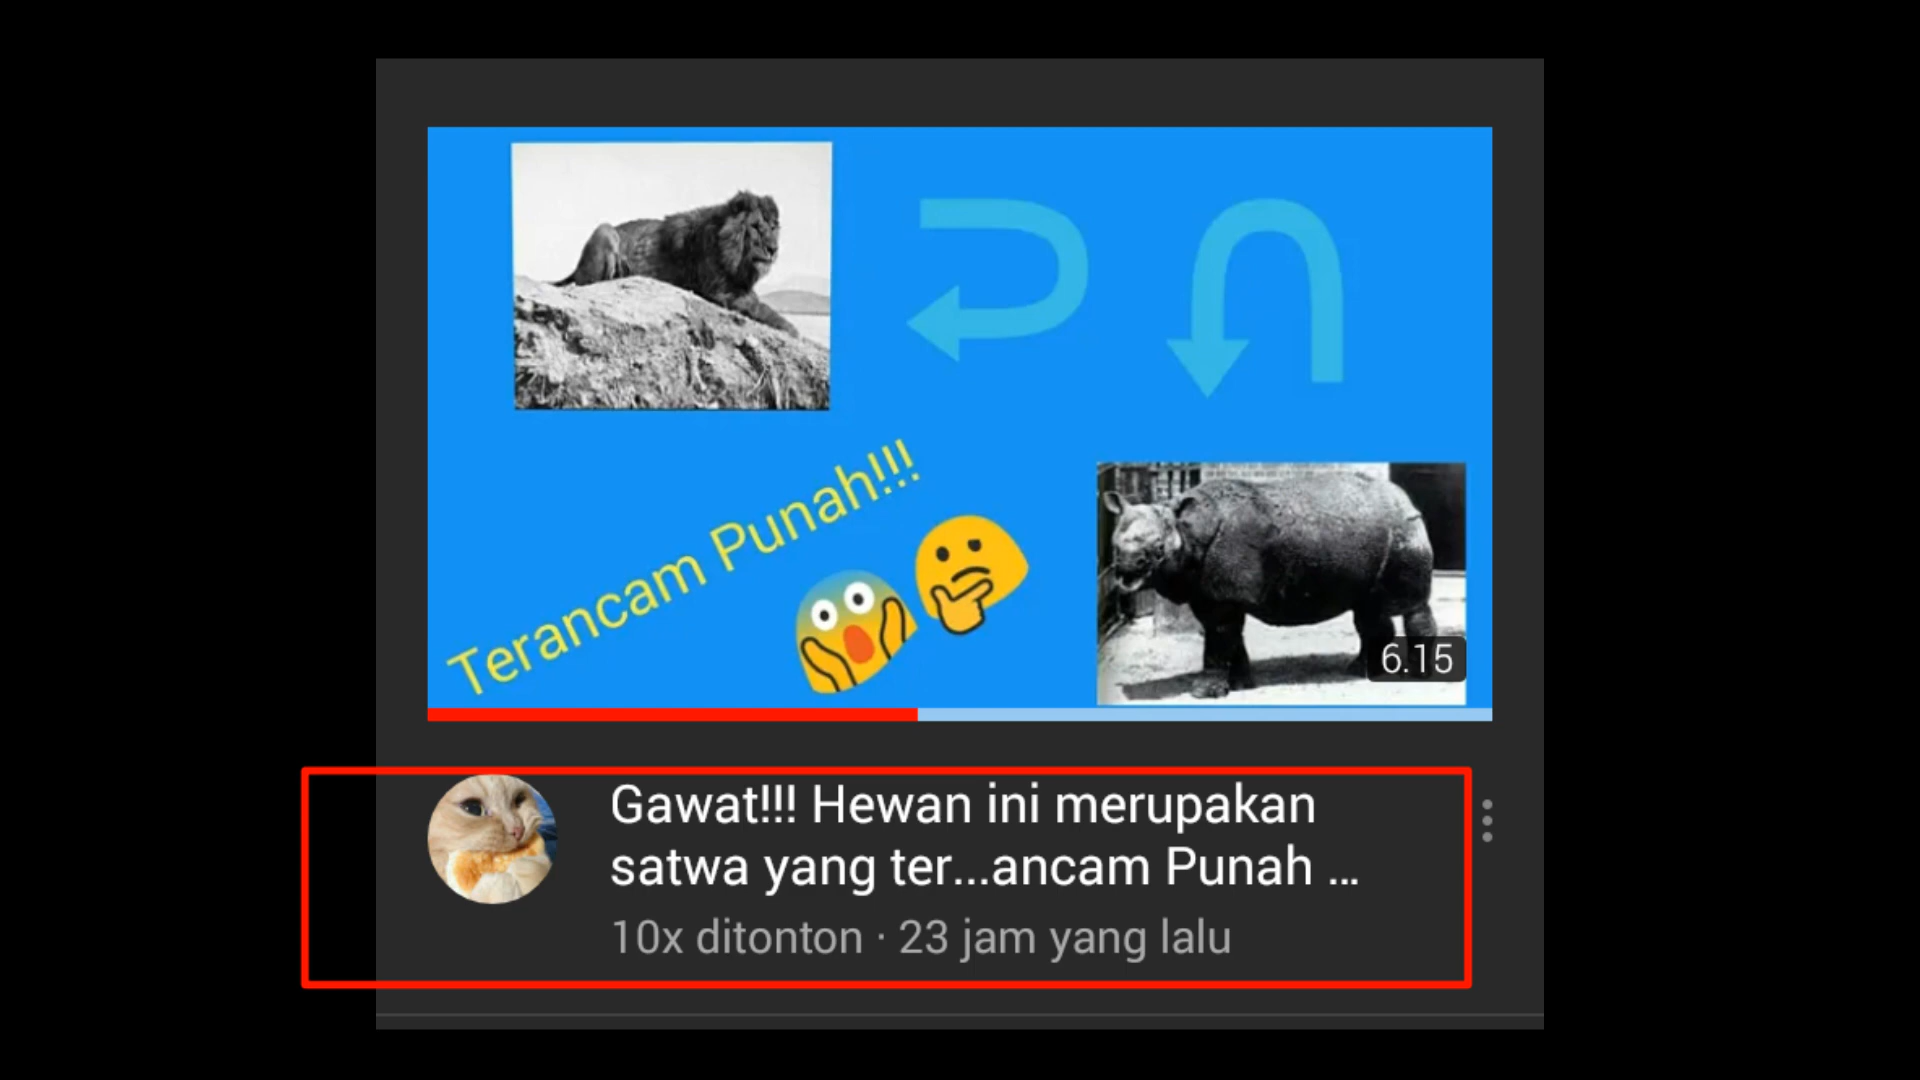 Terancam Punah!!!
6.15
Gawat!!! Hewan ini merupakan
satwa yang ter...ancam Punah ...
10x ditonton · 23 jam yang lalu